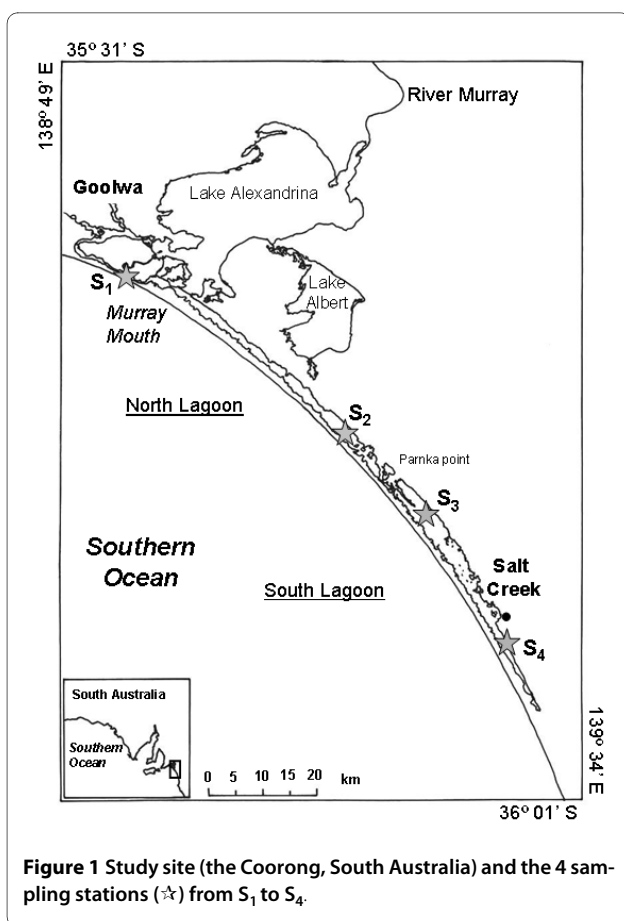 35º 31' S
138º 49' E
River Murray
Goolwa
Lake Alexandrina
Lake
Albert
S₁
Murray
Mouth
North Lagoon
S₂
Parnka point
S₃
Southern
Ocean
South Lagoon
Salt
Creek
S₄
South Australia
Southern
Ocean
0 5 10 15 20 km
139º 34' E
36º 01' S
Figure 1 Study site (the Coorong, South Australia) and the 4 sam-
pling stations (☆) from S₁ to S₄.